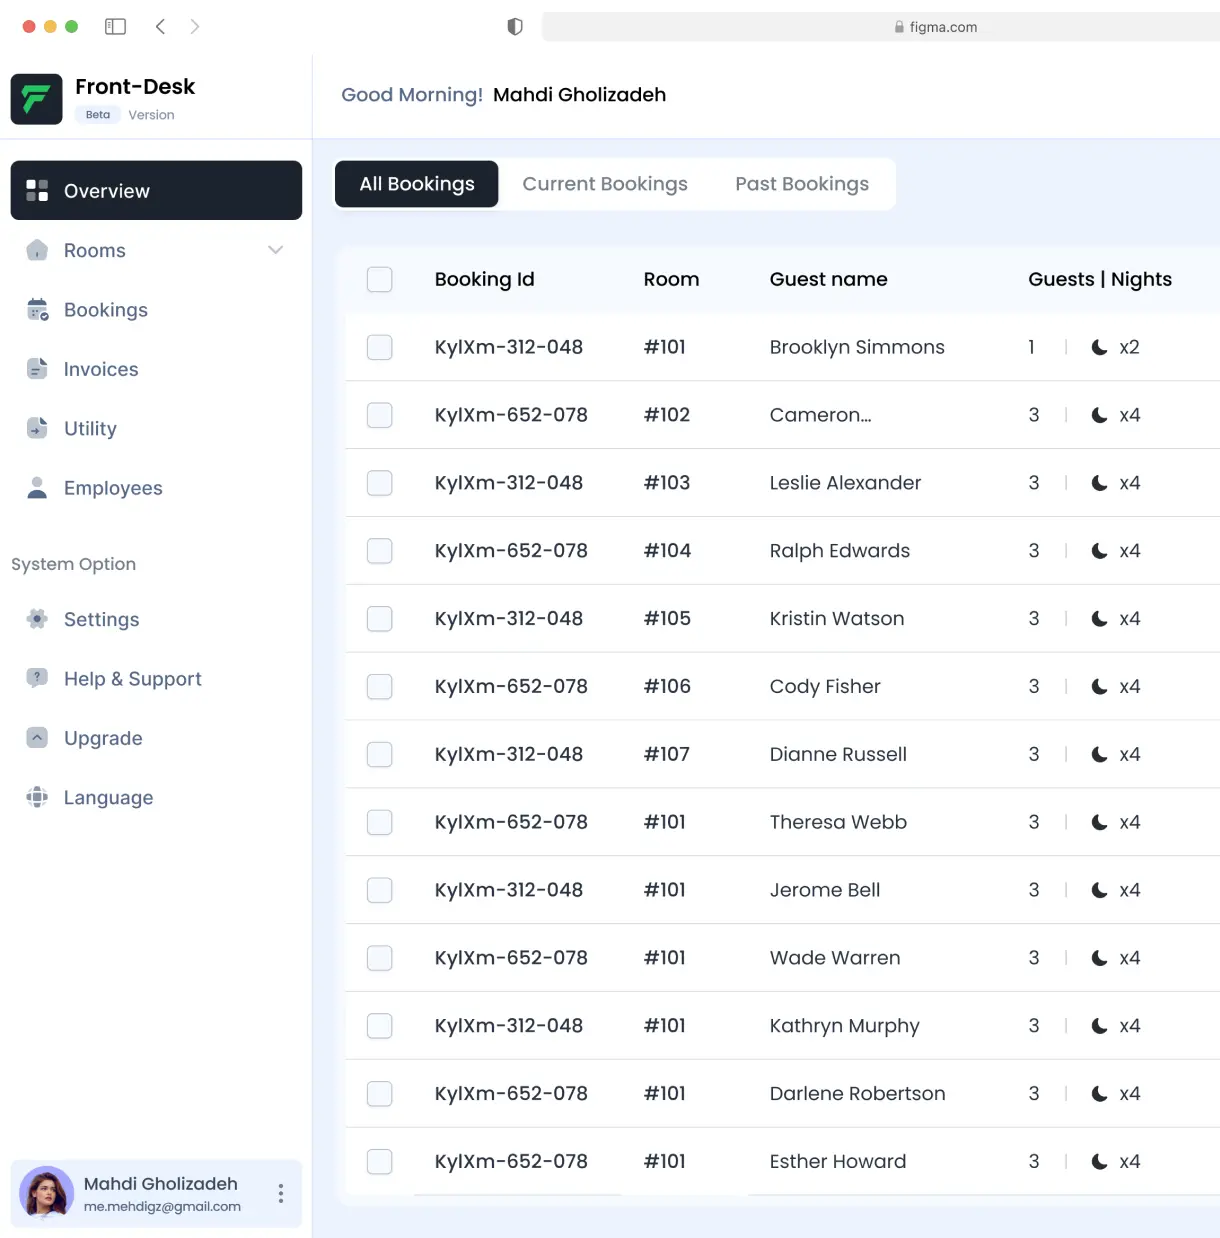 figma.com
Front-Desk
Beta Version
Good Morning! Mahdi Gholizadeh
Overview
Rooms
Bookings
Invoices
Utility
Employees
System Option
Settings
Help & Support
Upgrade
Language
Mahdi Gholizadeh
me.mehdigz@gmail.com
All Bookings Current Bookings Past Bookings
Booking Id Room Guest name Guests | Nights
KylXm-312-048 #101 Brooklyn Simmons 1 | x2
KylXm-652-078 #102 Cameron... 3 | x4
KylXm-312-048 #103 Leslie Alexander 3 | x4
KylXm-652-078 #104 Ralph Edwards 3 | x4
KylXm-312-048 #105 Kristin Watson 3 | x4
KylXm-652-078 #106 Cody Fisher 3 | x4
KylXm-312-048 #107 Dianne Russell 3 | x4
KylXm-652-078 #101 Theresa Webb 3 | x4
KylXm-312-048 #101 Jerome Bell 3 | x4
KylXm-652-078 #101 Wade Warren 3 | x4
KylXm-312-048 #101 Kathryn Murphy 3 | x4
KylXm-652-078 #101 Darlene Robertson 3 | x4
KylXm-652-078 #101 Esther Howard 3 | x4